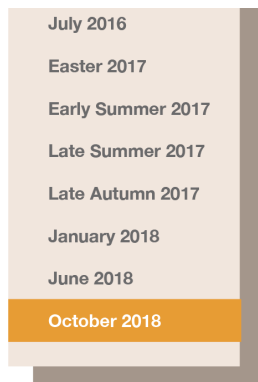 July 2016
Easter 2017
Early Summer 2017
Late Summer 2017
Late Autumn 2017
January 2018
June 2018
October 2018